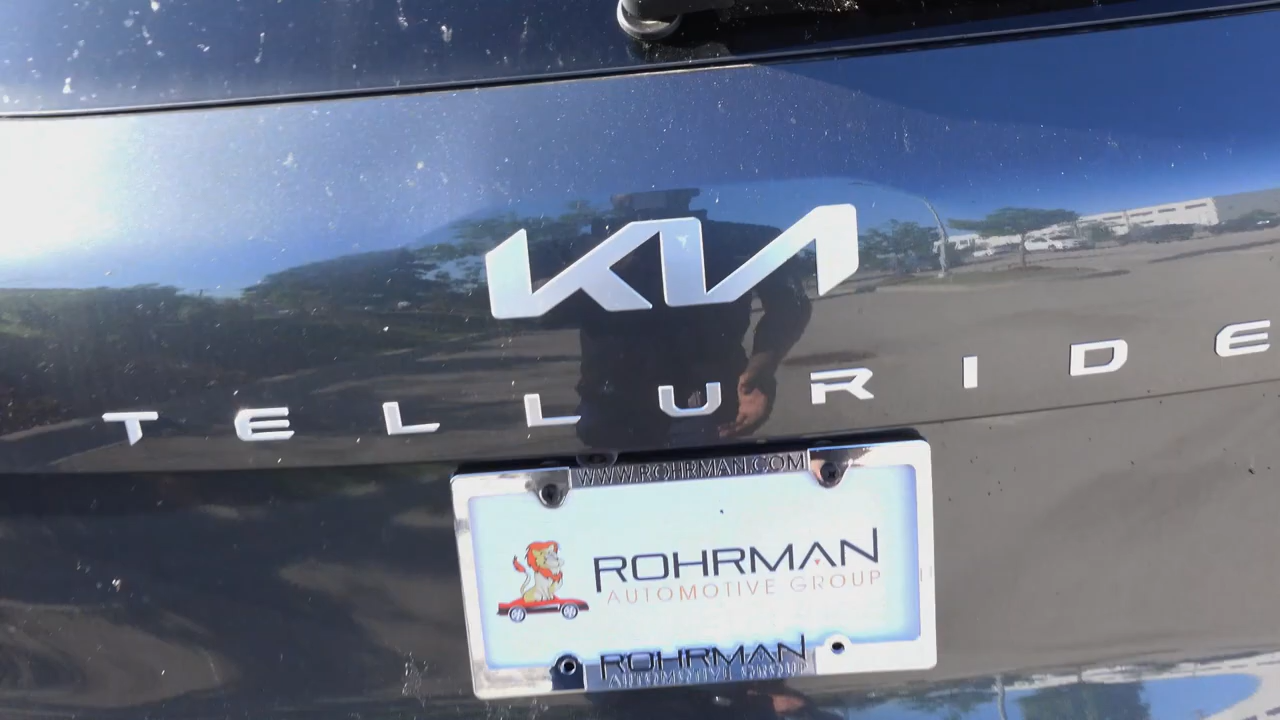 KIA
TELLURIDE
WWW.ROHRMAN.COM
ROHRMAN
AUTOMOTIVE GROUP
ROHRMAN
AUTOMOTIVE GROUP